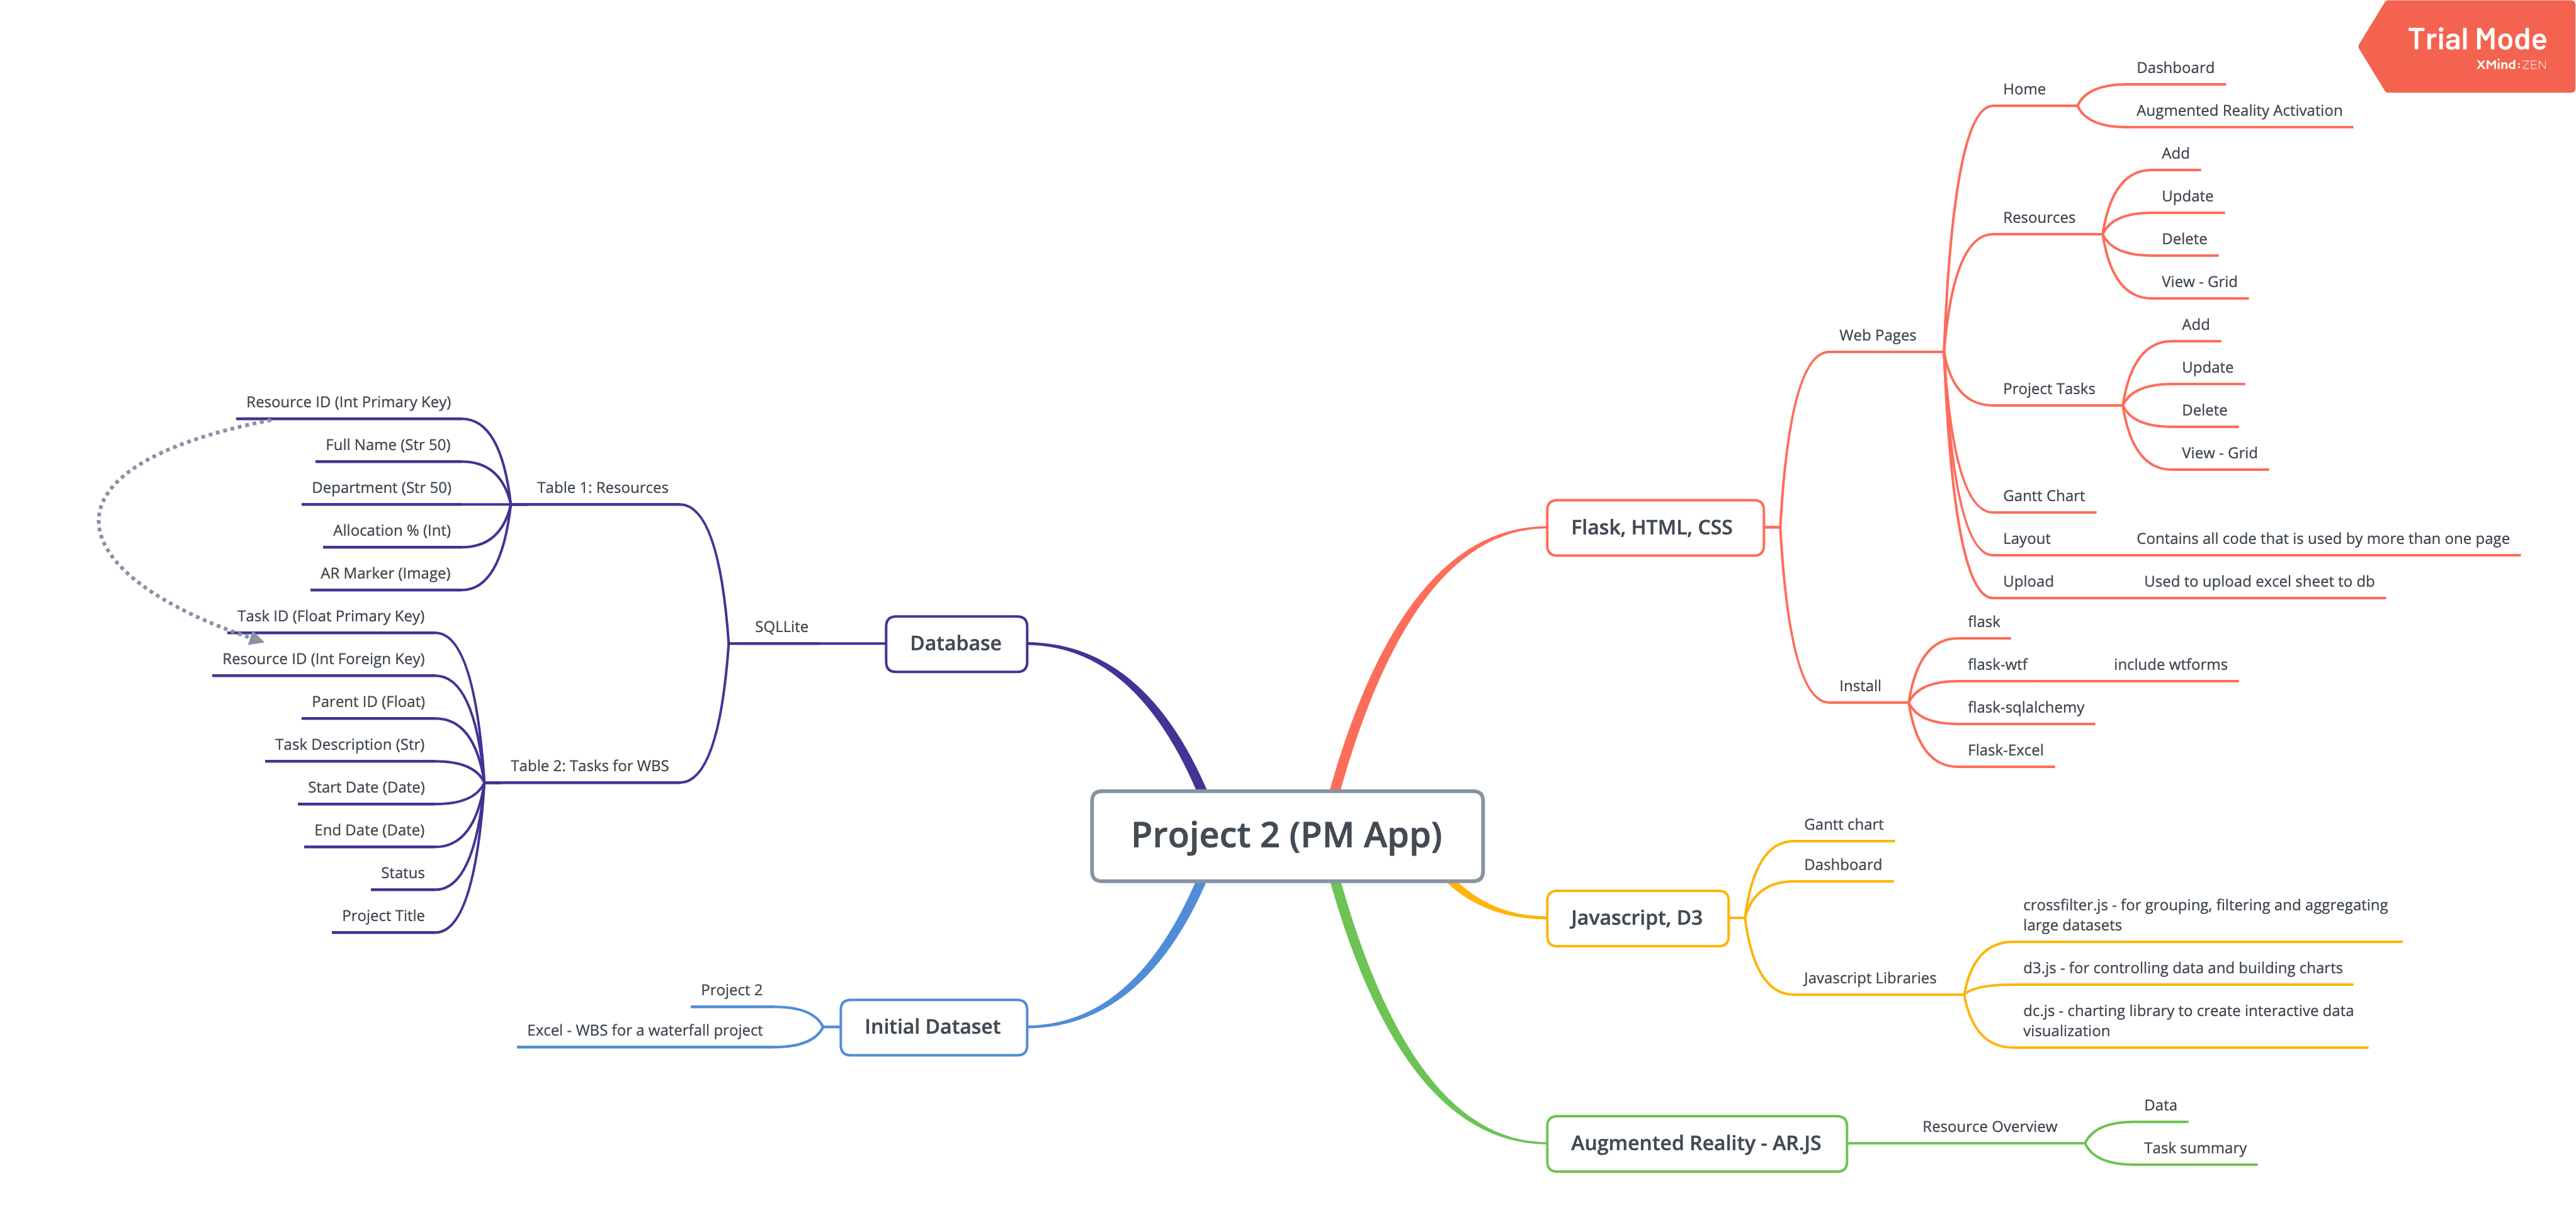 Trial Mode
XMind:ZEN
Project 2 (PM App)
Flask, HTML, CSS
Web Pages
Home
Dashboard
Augmented Reality Activation
Resources
Add
Update
Delete
View - Grid
Project Tasks
Add
Update
Delete
View - Grid
Gantt Chart
Layout
Contains all code that is used by more than one page
Upload
Used to upload excel sheet to db
Install
flask
flask-wtf
include wtforms
flask-sqlalchemy
Flask-Excel
Javascript, D3
Gantt chart
Dashboard
Javascript Libraries
crossfilter.js - for grouping, filtering and aggregating
large datasets
d3.js - for controlling data and building charts
dc.js - charting library to create interactive data
visualization
Augmented Reality - AR.JS
Resource Overview
Data
Task summary
Database
SQLLite
Table 1: Resources
Resource ID (Int Primary Key)
Full Name (Str 50)
Department (Str 50)
Allocation % (Int)
AR Marker (Image)
Table 2: Tasks for WBS
Task ID (Float Primary Key)
Resource ID (Int Foreign Key)
Parent ID (Float)
Task Description (Str)
Start Date (Date)
End Date (Date)
Status
Project Title
Initial Dataset
Project 2
Excel - WBS for a waterfall project